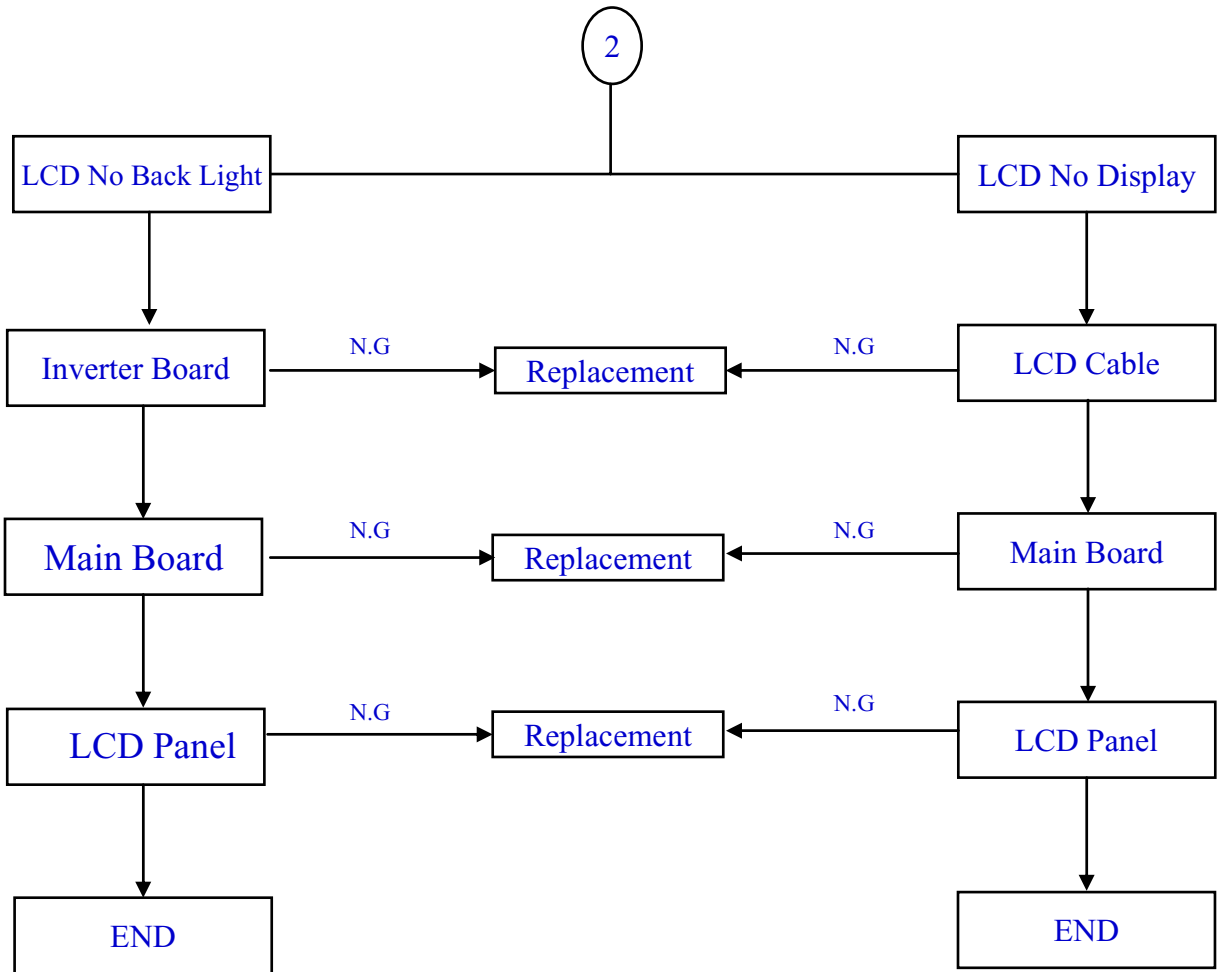 2
LCD No Back Light
LCD No Display
Inverter Board
N.G
Replacement
N.G
LCD Cable
Main Board
N.G
Replacement
N.G
Main Board
LCD Panel
N.G
Replacement
N.G
LCD Panel
END
END